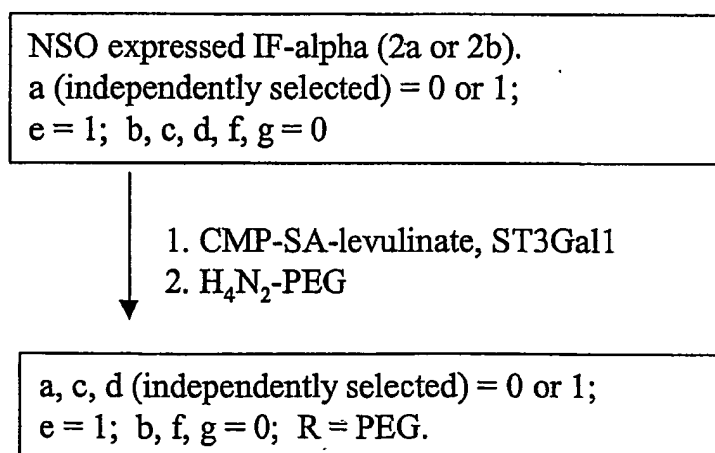 NSO expressed IF-alpha (2a or 2b).
a (independently selected) = 0 or 1;
e = 1; b, c, d, f, g = 0
1. CMP-SA-levulinate, ST3Gal1
2. H₄N₂-PEG
a, c, d (independently selected) = 0 or 1;
e = 1; b, f, g = 0; R = PEG.